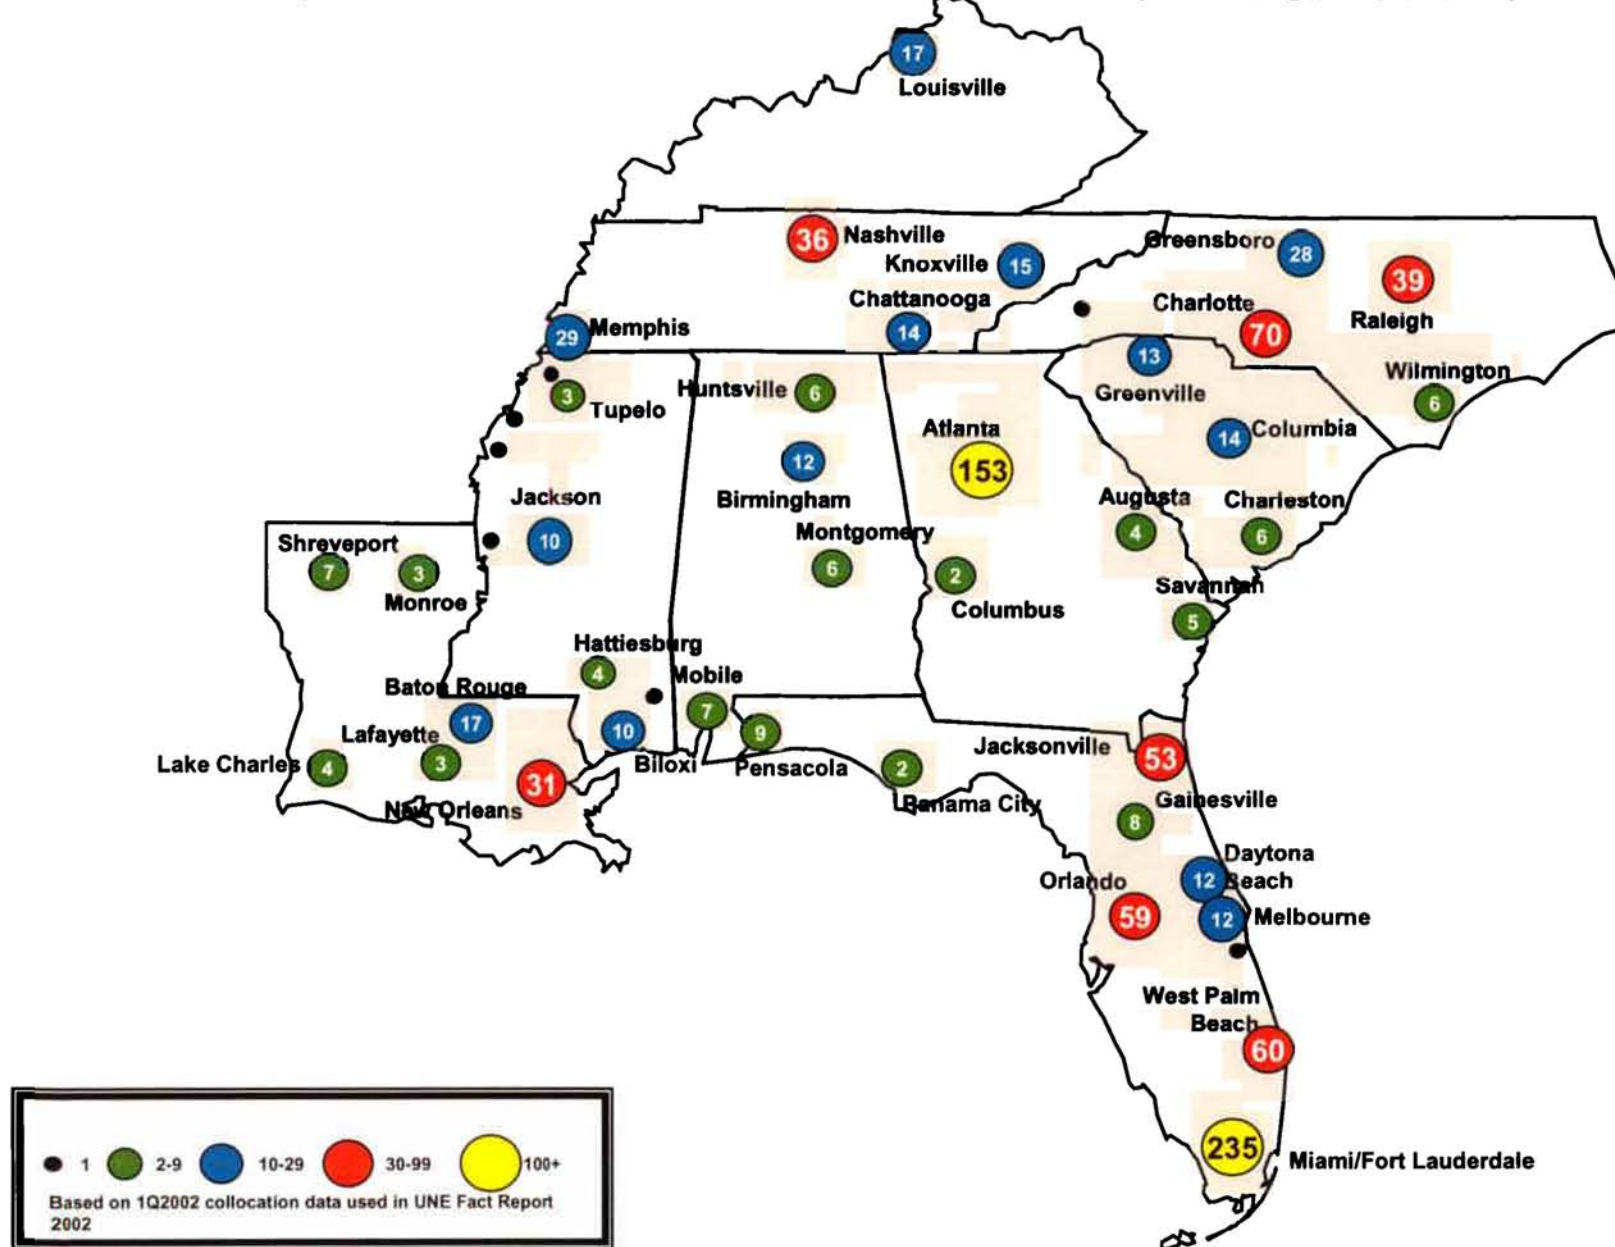 17
Louisville
36 Nashville
Knoxville 15
Greensboro 28
39
Raleigh
Chattanooga
14
Charlotte
70
29 Memphis
13
Greenville
Wilmington
6
3
Tupelo
Huntsville 6
Atlanta
153
14 Columbia
12
Birmingham
Jackson
10
Augusta
4
Charleston
6
Montgomery
6
Shreveport
7
3
Monroe
2
Columbus
Savannah
5
Hattiesburg
4
Mobile
7
Baton Rouge
17
10
Biloxi
9
Pensacola
Lafayette
3
Lake Charles 4
31
New Orleans
2
Panama City
Jacksonville
53
Gainesville
8
Daytona
12 Beach
Orlando
59
12 Melbourne
West Palm
Beach
60
235
Miami/Fort Lauderdale
1 2-9 10-29 30-99 100+
Based on 1Q2002 collocation data used in UNE Fact Report
2002